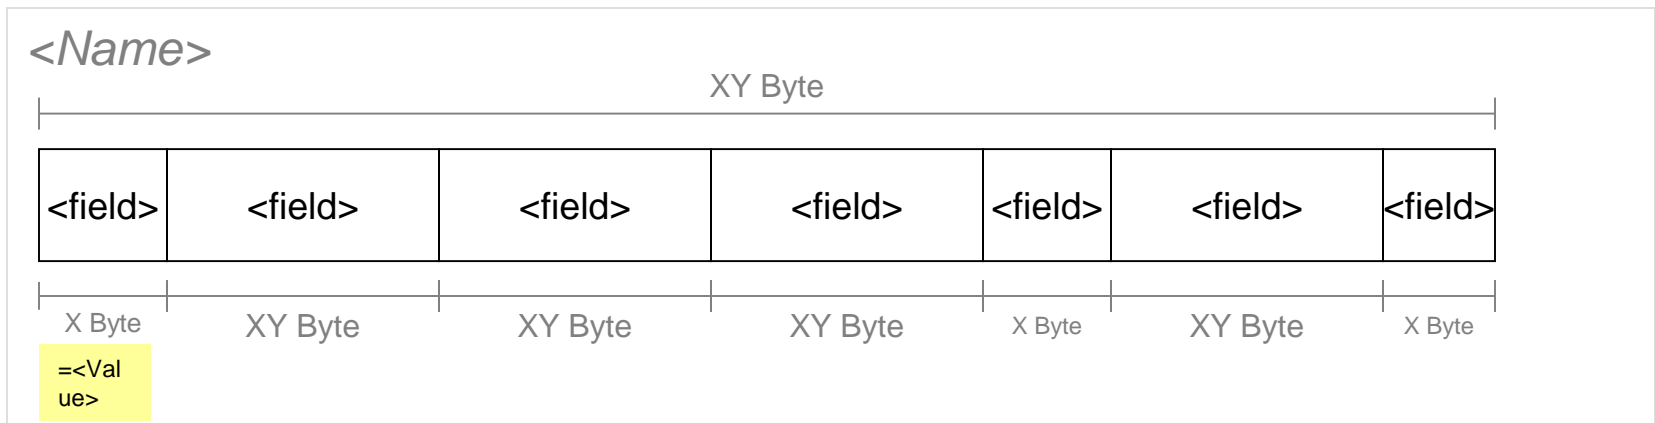 <Name>
XY Byte
<field> <field> <field> <field> <field> <field> <field>
X Byte XY Byte XY Byte XY Byte X Byte XY Byte X Byte
=<Val
ue>